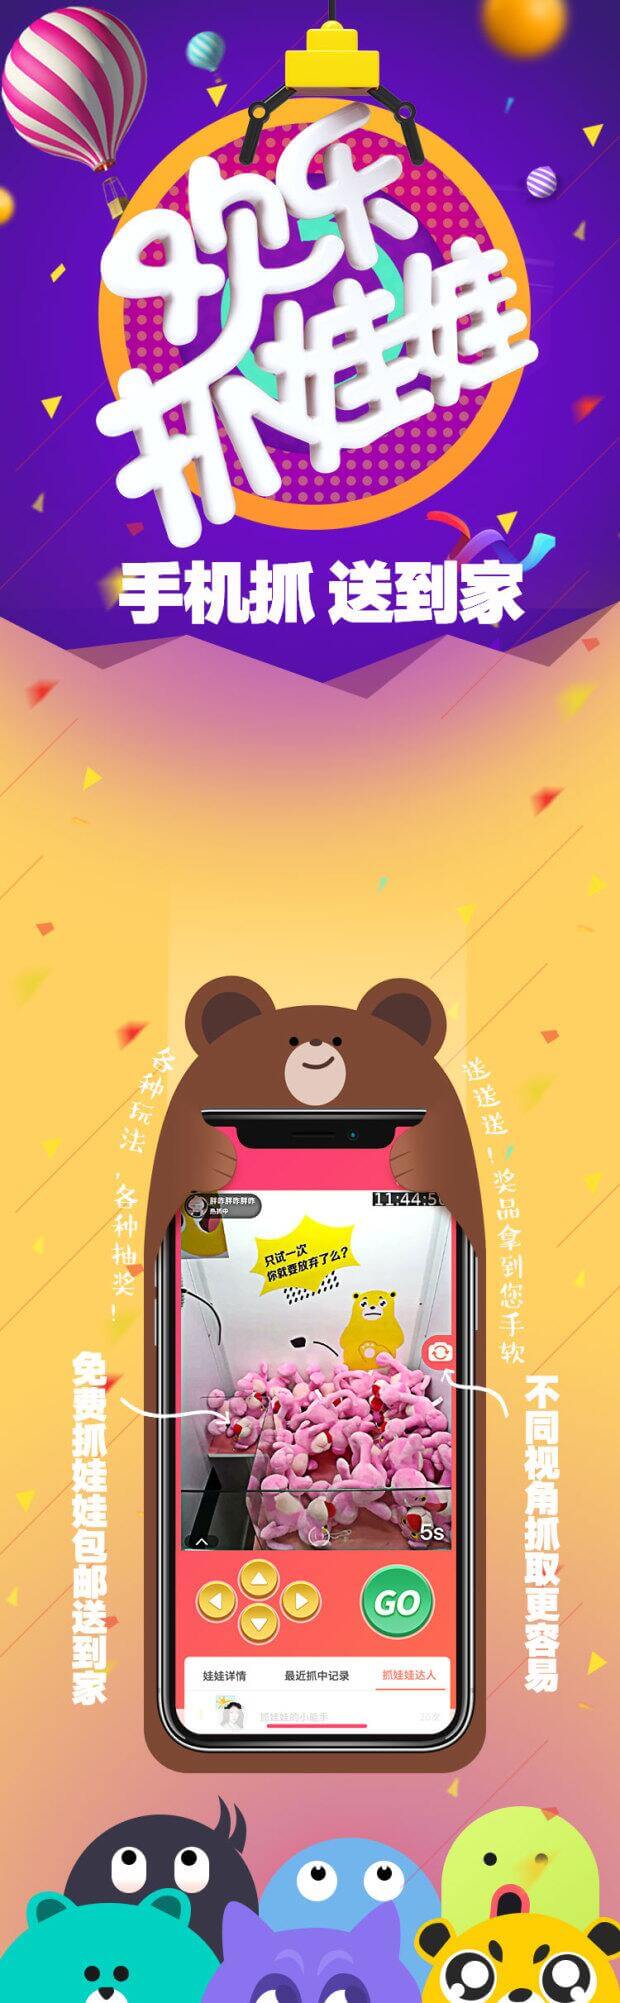 欢乐
抓娃娃
手机抓 送到家
各种玩法,各种抽奖!
送送送!奖品拿到您手软
胖咋胖咋胖咋
热抓中
11:44:5
只试一次
你就要放弃了么?
免费抓娃娃包邮送到家
不同视角抓取更容易
5s
GO
娃娃详情 最近抓中记录 抓娃娃达人
抓娃娃的小能手 20次